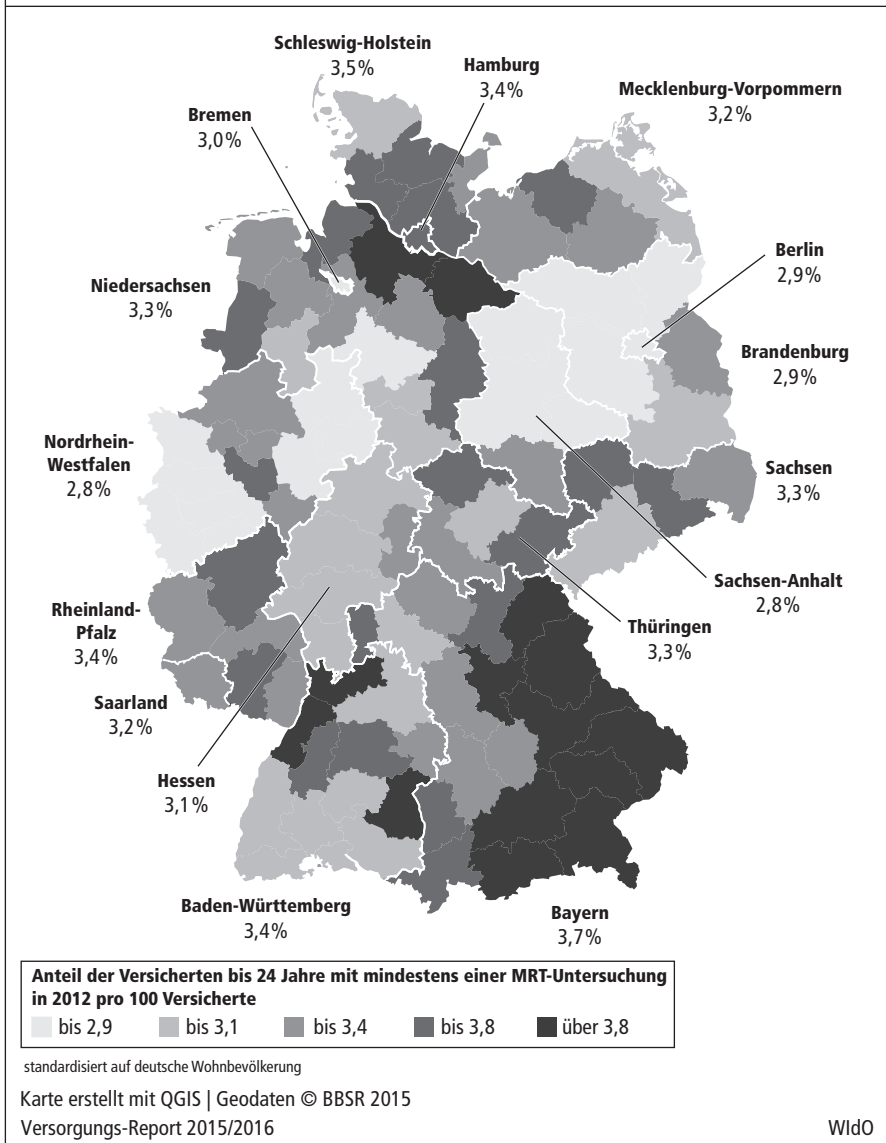 Schleswig-Holstein
3,5%
Hamburg
3,4%
Mecklenburg-Vorpommern
3,2%
Bremen
3,0%
Berlin
2,9%
Niedersachsen
3,3%
Brandenburg
2,9%
Nordrhein-
Westfalen
2,8%
Sachsen
3,3%
Sachsen-Anhalt
2,8%
Rheinland-
Pfalz
3,4%
Thüringen
3,3%
Saarland
3,2%
Hessen
3,1%
Baden-Württemberg
3,4%
Bayern
3,7%
Anteil der Versicherten bis 24 Jahre mit mindestens einer MRT-Untersuchung
in 2012 pro 100 Versicherte
bis 2,9 bis 3,1 bis 3,4 bis 3,8 über 3,8
standardisiert auf deutsche Wohnbevölkerung
Karte erstellt mit QGIS | Geodaten © BBSR 2015
Versorgungs-Report 2015/2016 WIdO